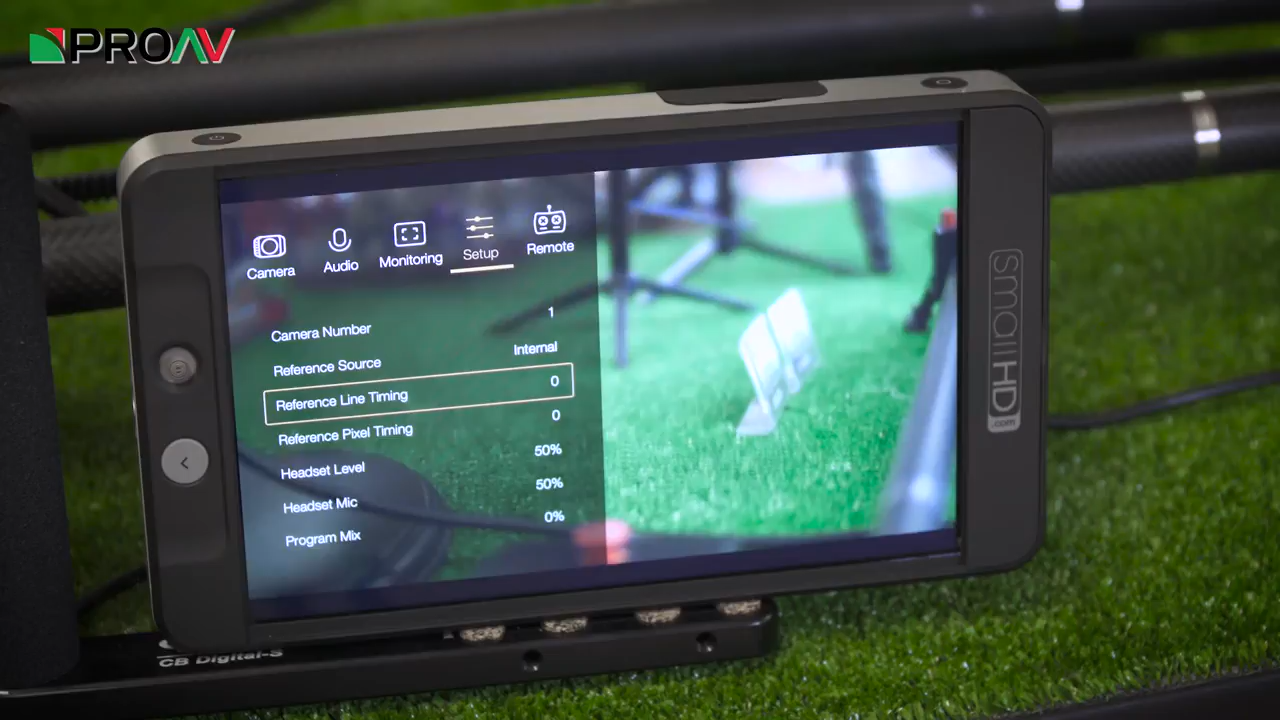 PROAV
Camera
Audio
Monitoring
Setup
Remote
Camera Number 1
Reference Source Internal
Reference Line Timing 0
Reference Pixel Timing 0
Headset Level 50%
Headset Mic 50%
Program Mix 0%
smallHD
.com
CB Digital-S